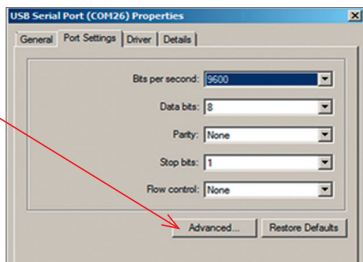 USB Serial Port (COM26) Properties
General Port Settings Driver Details
Bits per second: 9600
Data bits: 8
Parity: None
Stop bits: 1
Flow control: None
Advanced... Restore Defaults